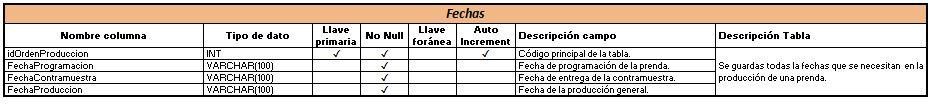 Fechas
Nombre columna Tipo de dato Llave primaria No Null Llave foránea Auto Increment Descripción campo Descripción Tabla
idOrdenProduccion INT ✓ ✓ ✓ Código principal de la tabla.
FechaProgramacion VARCHAR(100) ✓ Fecha de programación de la prenda.
FechaContramuestra VARCHAR(100) ✓ Fecha de entrega de la contramuestra.
FechaProduccion VARCHAR(100) ✓ Fecha de la producción general.
Se guardas todas la fechas que se necesitan en la
producción de una prenda.